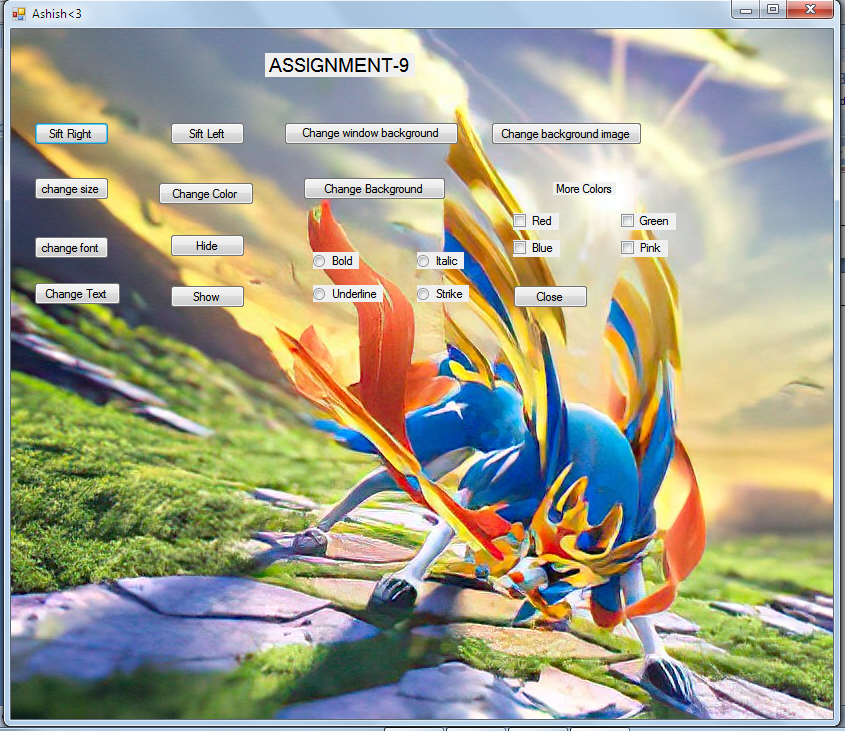 Ashish<3
ASSIGNMENT-9
Sift Right
Sift Left
Change window background
Change background image
change size
Change Color
Change Background
More Colors
Red
Green
change font
Hide
Bold
Italic
Blue
Pink
Change Text
Show
Underline
Strike
Close